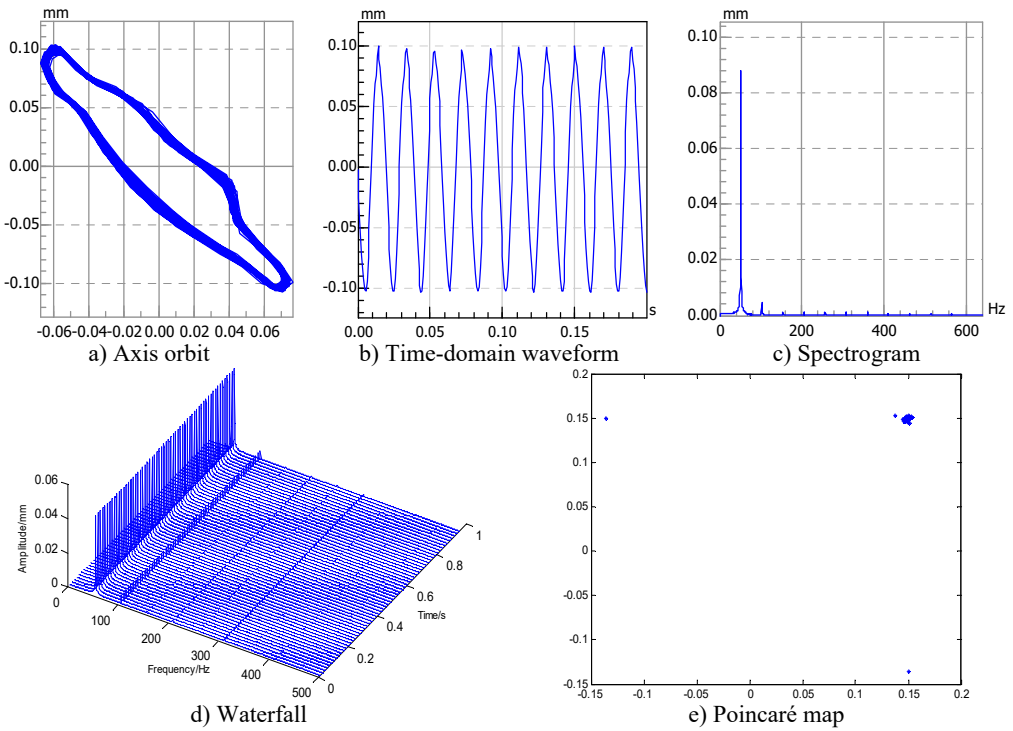 mm
0.10
0.05
0.00
-0.05
-0.10
-0.06-0.04-0.02 0.00 0.02 0.04 0.06
a) Axis orbit
mm
0.10
0.05
0.00
-0.05
-0.10
0.00 0.05 0.10 0.15 s
b) Time-domain waveform
mm
0.10
0.08
0.06
0.04
0.02
0.00
0 200 400 600 Hz
c) Spectrogram
0.06
0.04
0.02
0
Amplitude/mm
0 100 200 300 400 500
Frequency/Hz
0 0.2 0.4 0.6 0.8 1
Time/s
d) Waterfall
0.2
0.15
0.1
0.05
0
-0.05
-0.1
-0.15
-0.15 -0.1 -0.05 0 0.05 0.1 0.15 0.2
e) Poincaré map